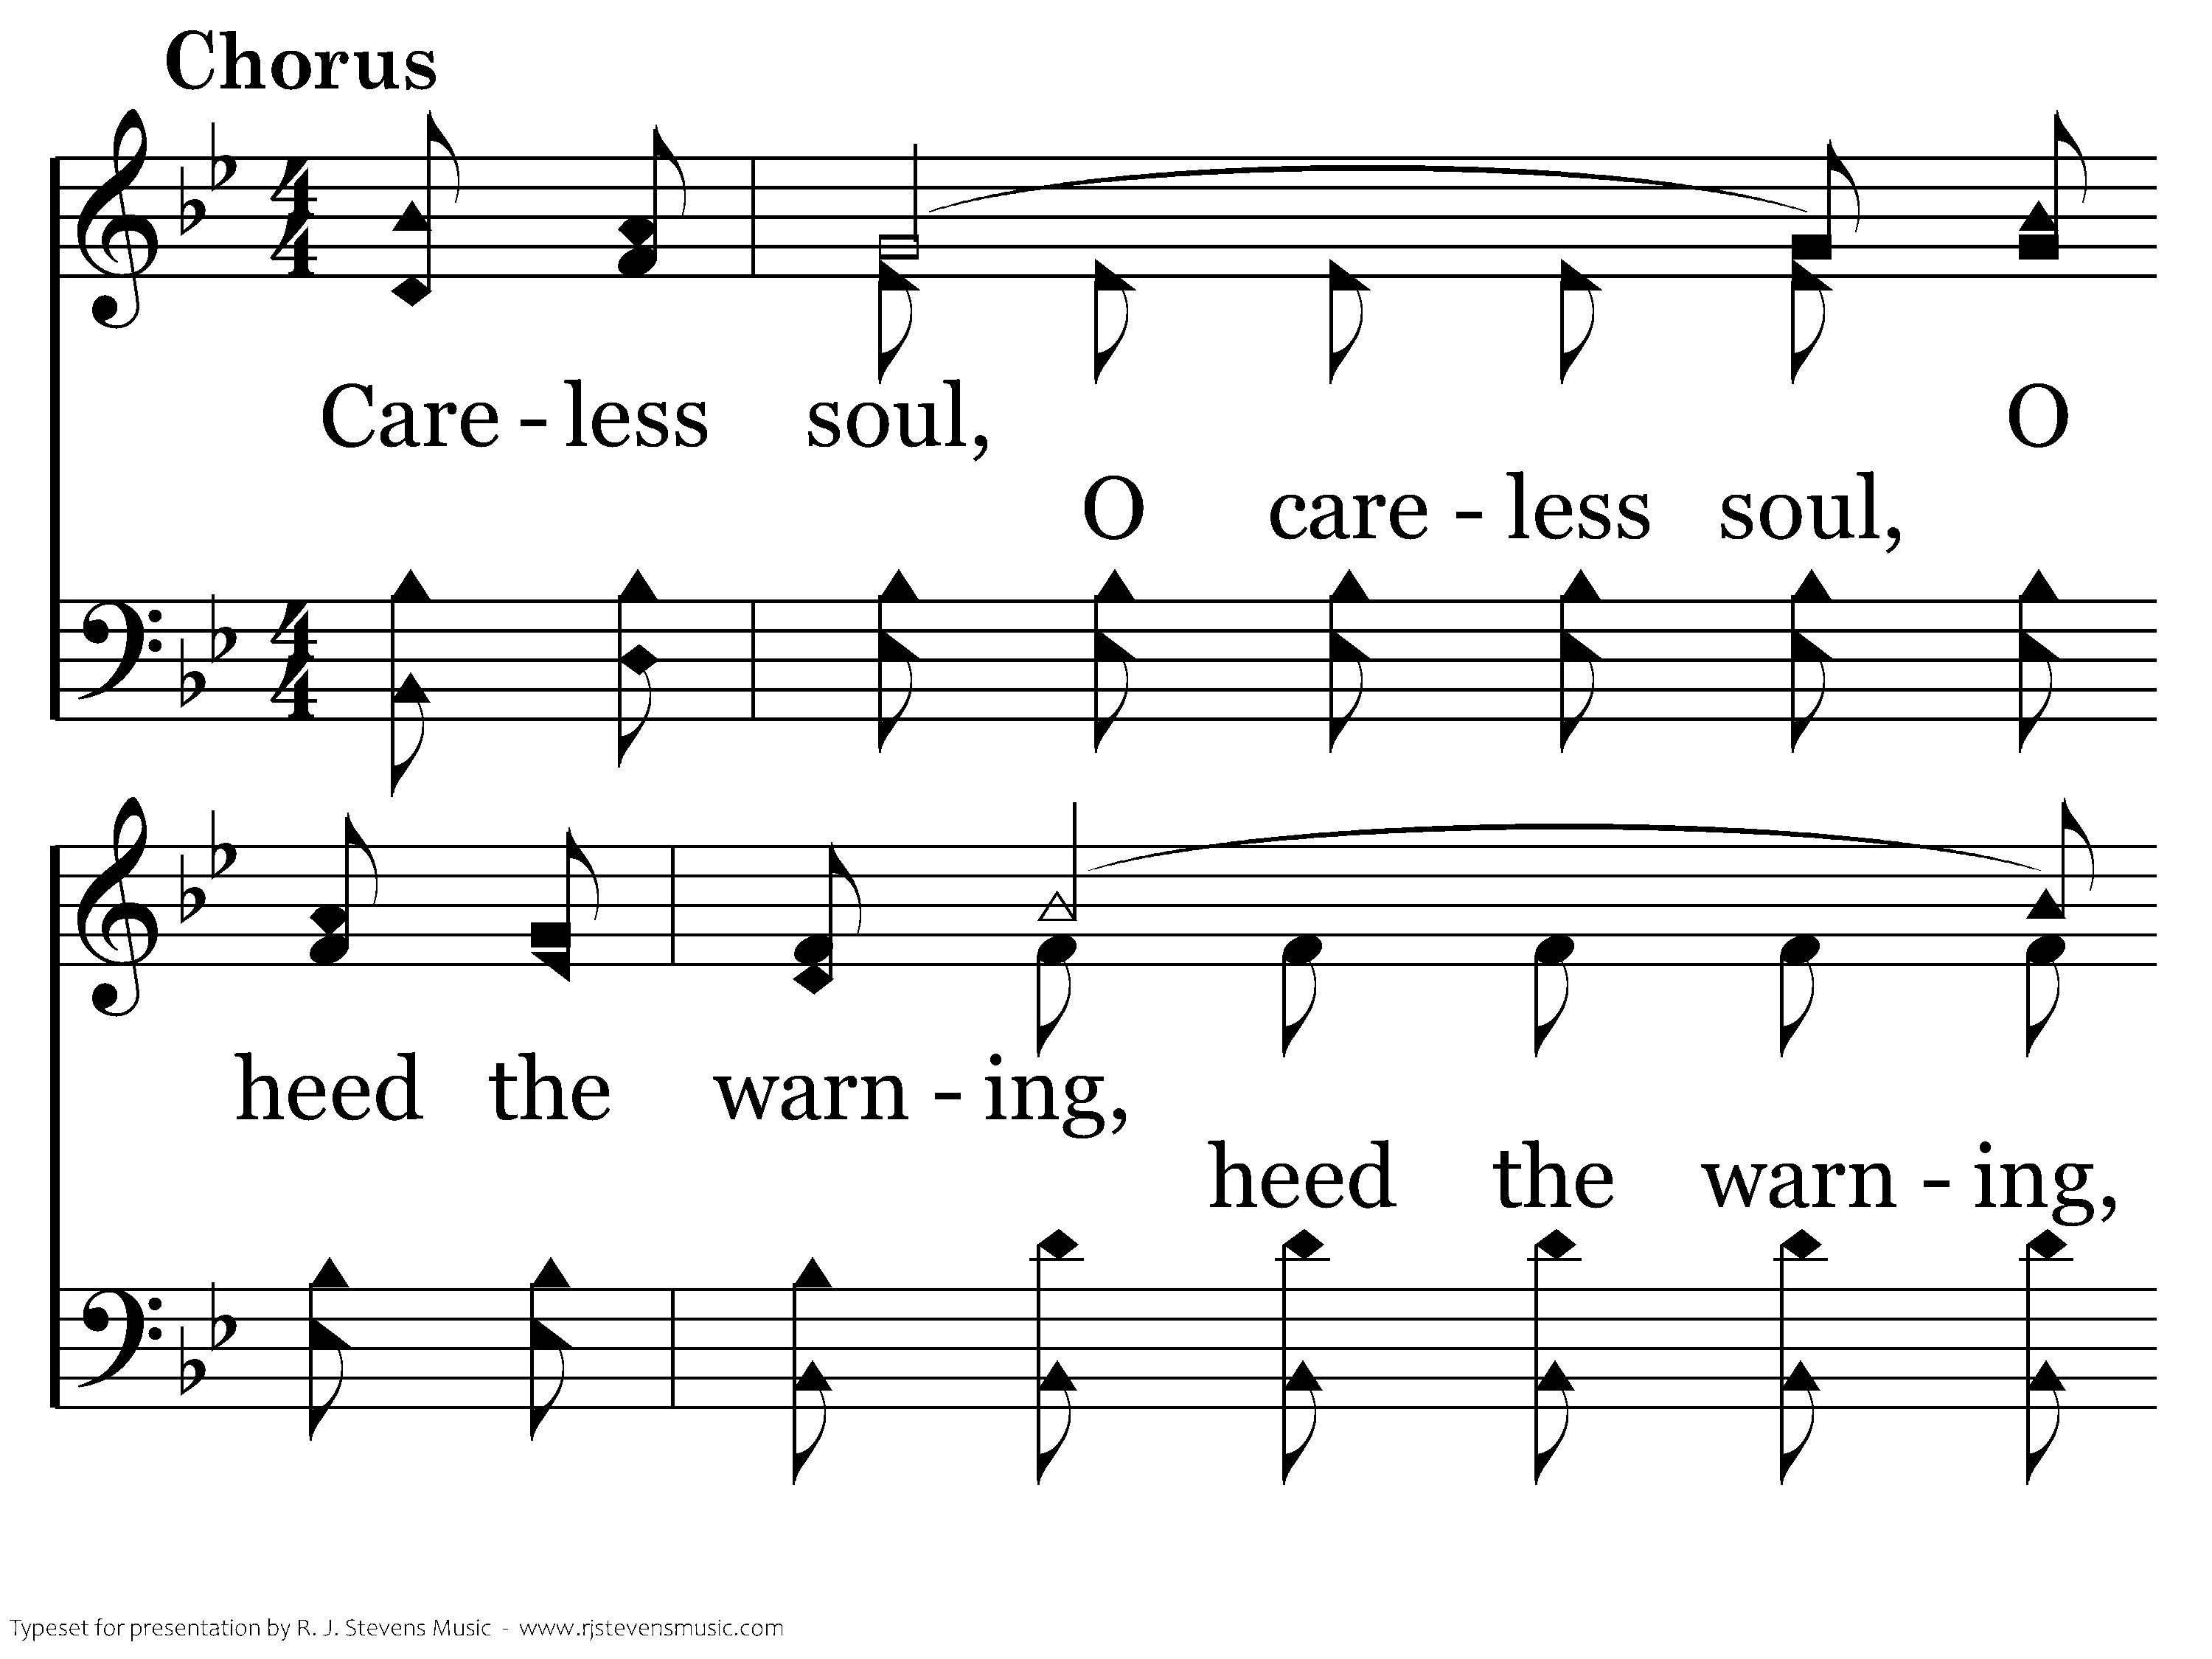 Chorus
Care - less soul, O
O care - less soul,
heed the warn - ing,
heed the warn - ing,
Typeset for presentation by R. J. Stevens Music - www.rjstevensmusic.com